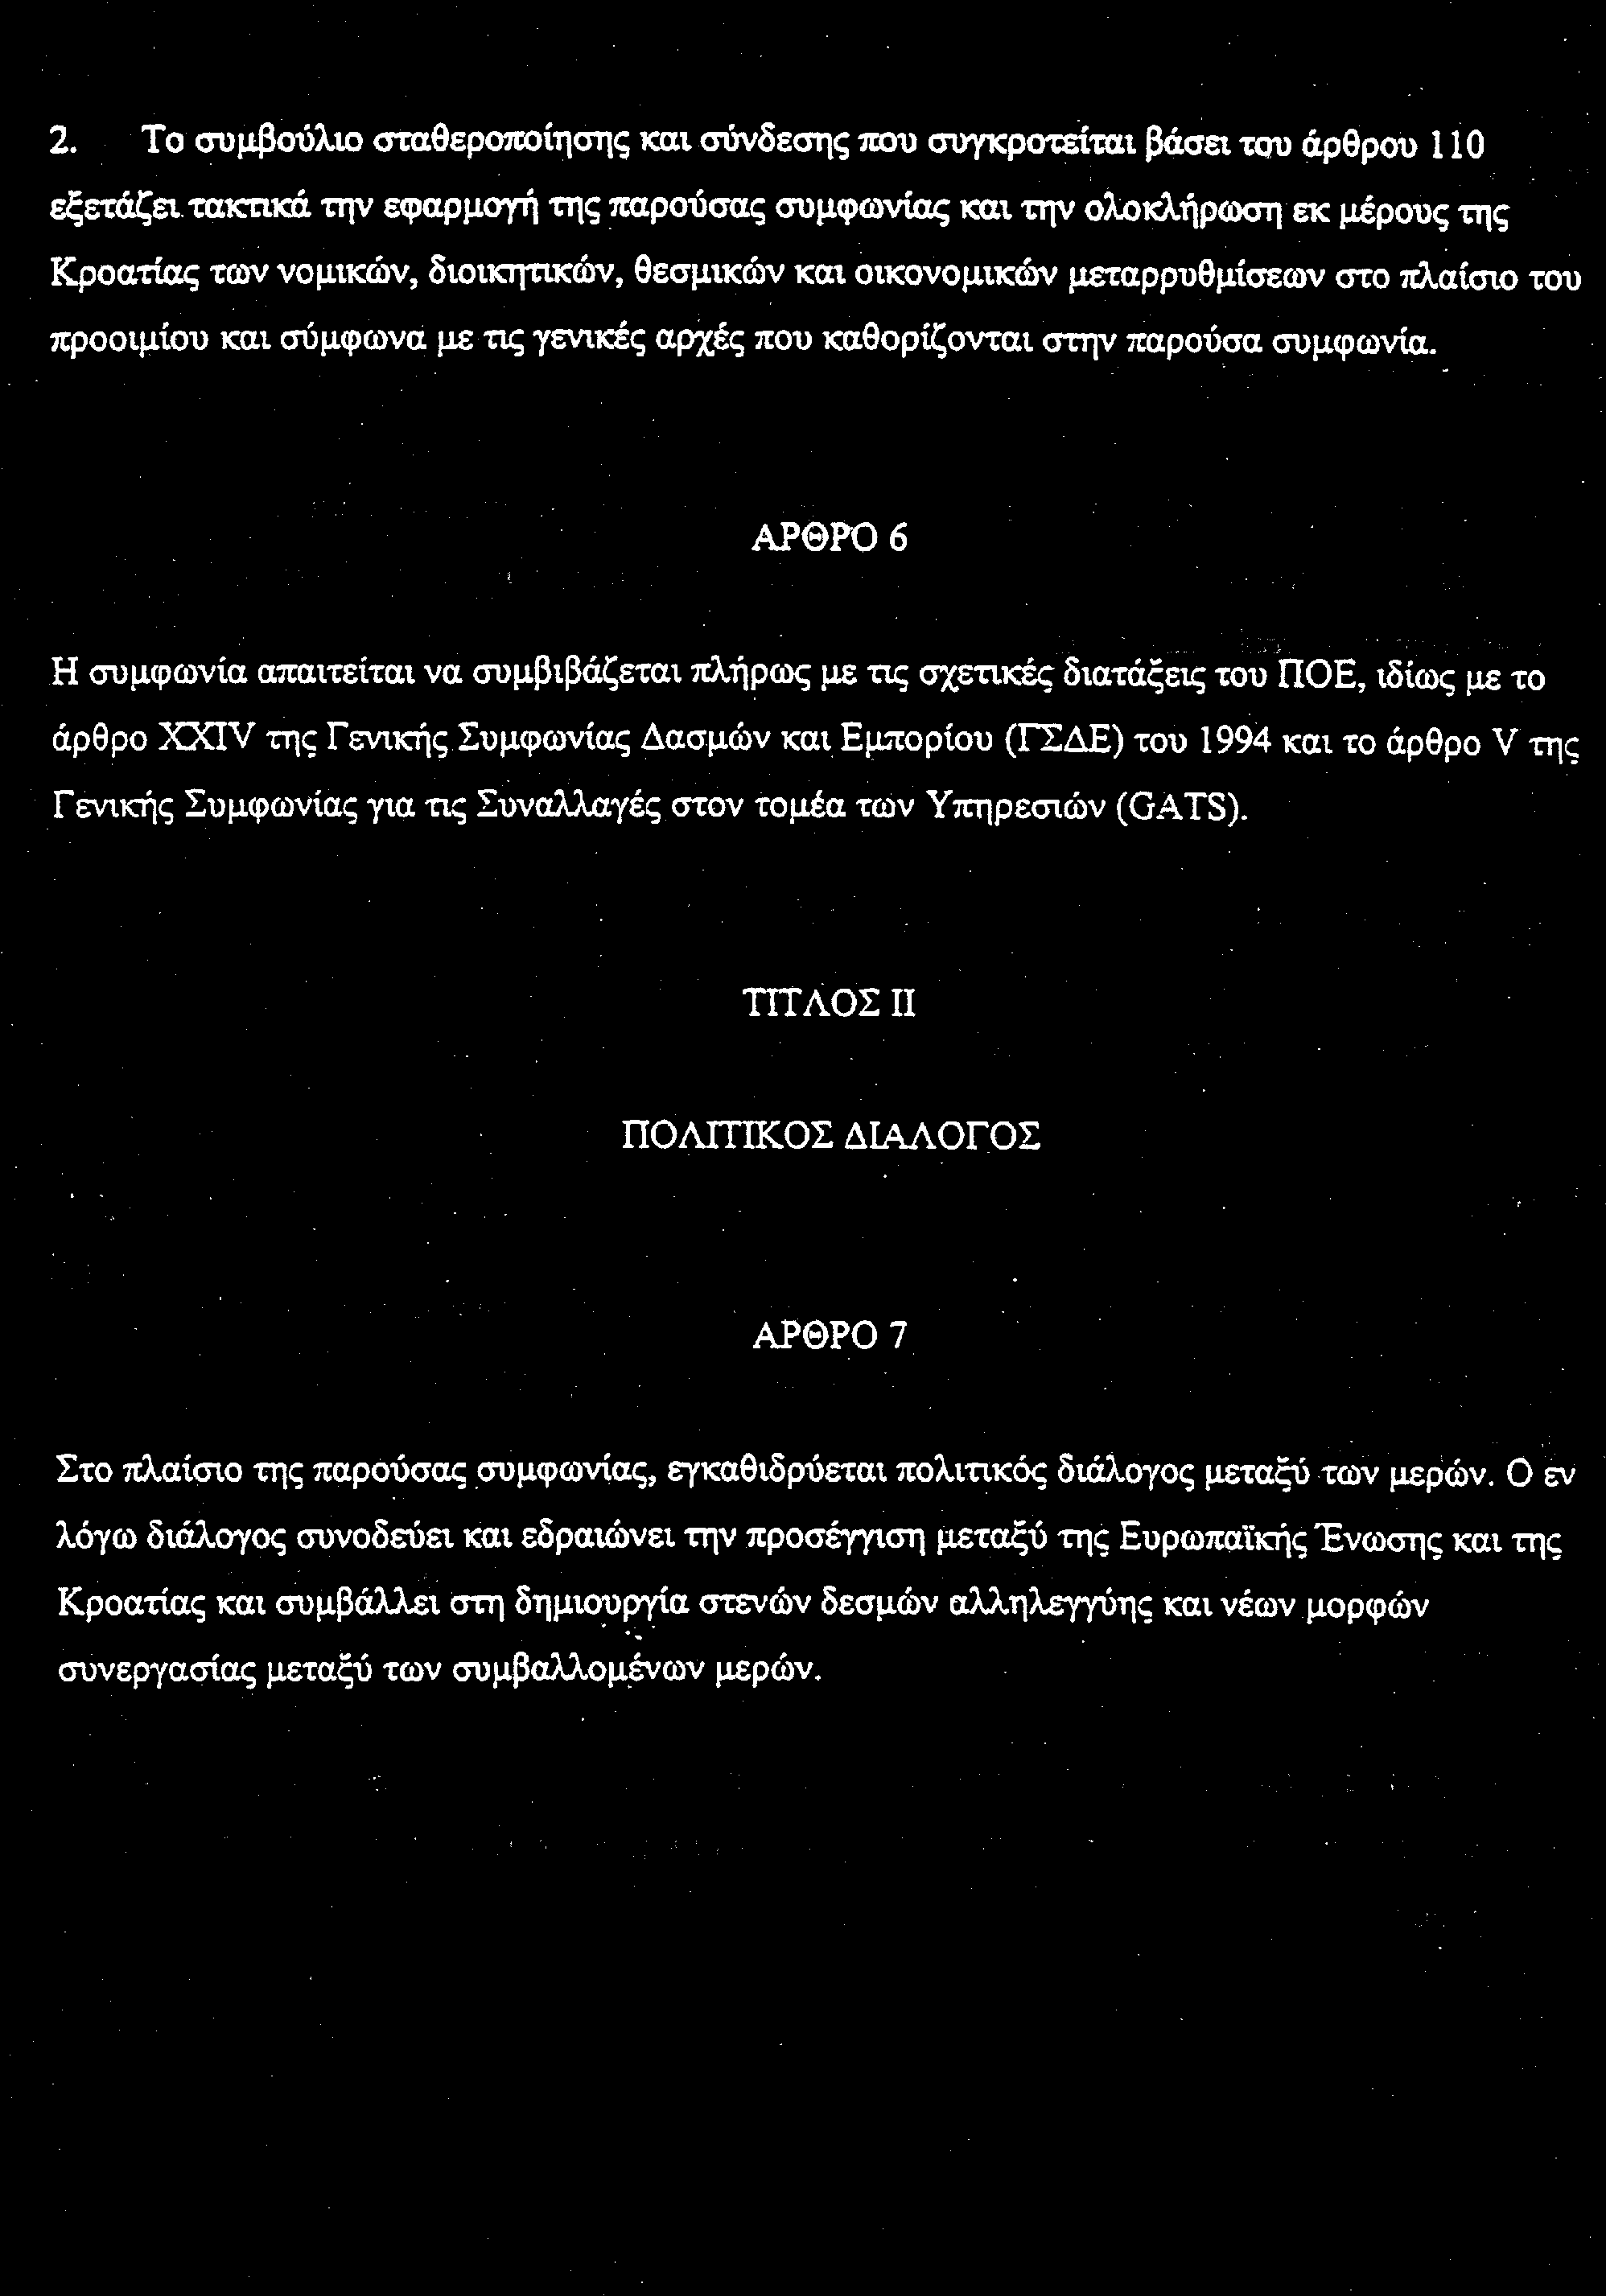 2. Το συμβούλιο σταθεροποίησης και σύνδεσης που συγκροτείται βάσει του άρθρου 110
εξετάζει τακτικά την εφαρμογή της παρούσας συμφωνίας και την ολοκλήρωση εκ μέρους της
Κροατίας των νομικών, διοικητικών, θεσμικών και οικονομικών μεταρρυθμίσεων στο πλαίσιο του
προοιμίου και σύμφωνα με τις γενικές αρχές που καθορίζονται στην παρούσα συμφωνία.
ΑΡΘΡΟ 6
Η συμφωνία απαιτείται να συμβιβάζεται πλήρως με τις σχετικές διατάξεις του ΠΟΕ, ιδίως με το
άρθρο XXIV της Γενικής Συμφωνίας Δασμών και Εμπορίου (ΓΣΔΕ) του 1994 και το άρθρο V της
Γενικής Συμφωνίας για τις Συναλλαγές στον τομέα των Υπηρεσιών (GATS).
ΤΙΤΛΟΣ ΙΙ
ΠΟΛΙΤΙΚΟΣ ΔΙΑΛΟΓΟΣ
ΑΡΘΡΟ 7
Στο πλαίσιο της παρούσας συμφωνίας, εγκαθιδρύεται πολιτικός διάλογος μεταξύ των μερών. Ο εν
λόγω διάλογος συνοδεύει και εδραιώνει την προσέγγιση μεταξύ της Ευρωπαϊκής Ένωσης και της
Κροατίας και συμβάλλει στη δημιουργία στενών δεσμών αλληλεγγύης και νέων μορφών
συνεργασίας μεταξύ των συμβαλλομένων μερών.